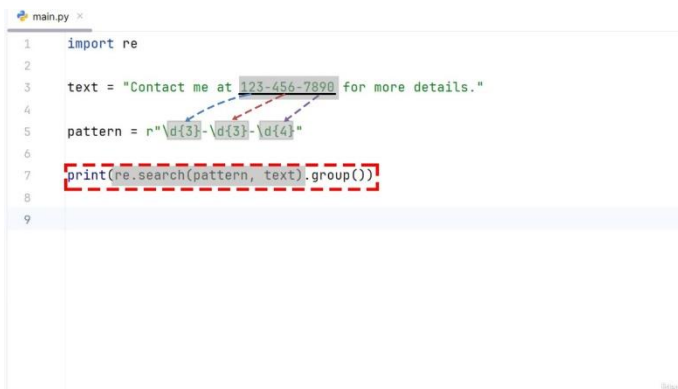 main.py
1 import re
2
3 text = "Contact me at 123-456-7890 for more details."
4
5 pattern = r"\d{3}-\d{3}-\d{4}"
6
7 print(re.search(pattern, text).group())
8
9